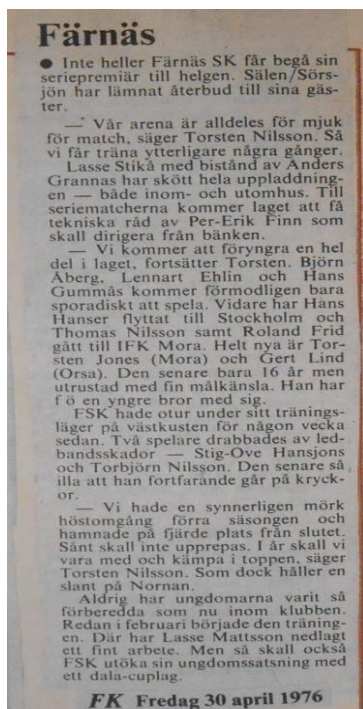 Färnäs
● Inte heller Färnäs SK får begå sin
seriepremiär till helgen. Sälen/Sörs-
jön har lämnat återbud till sina gäs-
ter.
— Vår arena är alldeles för mjuk
för match, säger Torsten Nilsson. Så
vi får träna ytterligare några gånger.
Lasse Stikå med bistånd av Anders
Grannas har skött hela uppladdning-
en — både inom- och utomhus. Till
seriematcherna kommer laget att få
tekniska råd av Per-Erik Finn som
skall dirigera från bänken.
— Vi kommer att föryngra en hel
del i laget, fortsätter Torsten. Björn
Åberg, Lennart Ehlin och Hans
Gummås kommer förmodligen bara
sporadiskt att spela. Vidare har Hans
Hanser flyttat till Stockholm och
Thomas Nilsson samt Roland Frid
gått till IFK Mora. Helt nya är Tor-
sten Jones (Mora) och Gert Lind
(Orsa). Den senare bara 16 år men
utrustad med fin målkänsla. Han har
f ö en yngre bror med sig.
FSK hade otur under sitt tränings-
läger på västkusten för någon vecka
sedan. Två spelare drabbades av led-
bandsskador — Stig-Ove Hansjons
och Torbjörn Nilsson. Den senare så
illa att han fortfarande går på kryck-
or.
— Vi hade en synnerligen mörk
höstomgång förra säsongen och
hamnade på fjärde plats från slutet.
Sånt skall inte upprepas. I år skall vi
vara med och kämpa i toppen, säger
Torsten Nilsson. Som dock håller en
slant på Nornan.
Aldrig har ungdomarna varit så
förberedda som nu inom klubben.
Redan i februari började den träning-
en. Där har Lasse Mattsson nedlagt
ett fint arbete. Men så skall också
FSK utöka sin ungdomssatsning med
ett dala-cuplag.
FK Fredag 30 april 1976